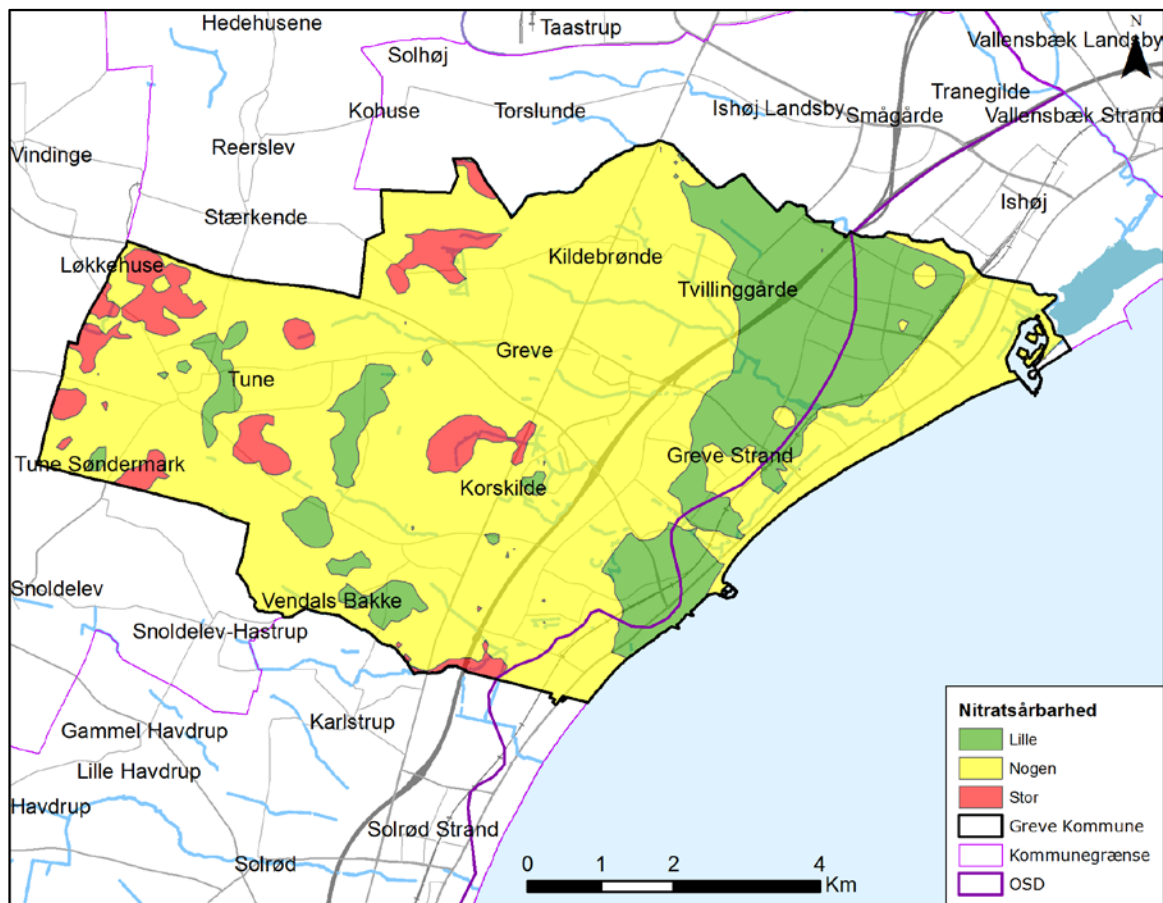 Hedehusene
Taastrup
Solhøj
Vallensbæk Landsby
N
Tranegilde
Kohuse
Torslunde
Ishøj Landsby
Smågårde
Vallensbæk Strand
Vindinge
Reerslev
Ishøj
Stærkende
Løkkehuse
Kildebrønde
Tvillinggårde
Greve
Tune
Greve Strand
Tune Søndermark
Korskilde
Snoldelev
Vendals Bakke
Snoldelev-Hastrup
Karlstrup
Gammel Havdrup
Lille Havdrup
Havdrup
Solrød Strand
Solrød
0 1 2 4
Km
Nitratsårbarhed
Lille
Nogen
Stor
Greve Kommune
Kommunegrænse
OSD